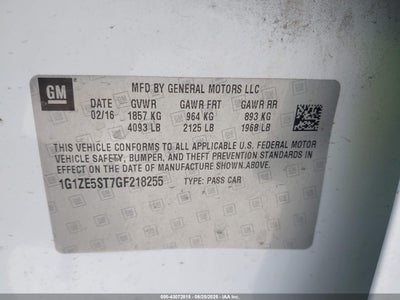 GM
MFD BY GENERAL MOTORS LLC
DATE GVWR GAWR FRT GAWR RR
02/16 1857 KG 964 KG 893 KG
4093 LB 2125 LB 1968 LB
THIS VEHICLE CONFORMS TO ALL APPLICABLE U.S. FEDERAL MOTOR
VEHICLE SAFETY, BUMPER, AND THEFT PREVENTION STANDARDS IN
EFFECT ON THE DATE OF MANUFACTURE SHOWN ABOVE.
1G1ZE5ST7GF218255 TYPE: PASS CAR